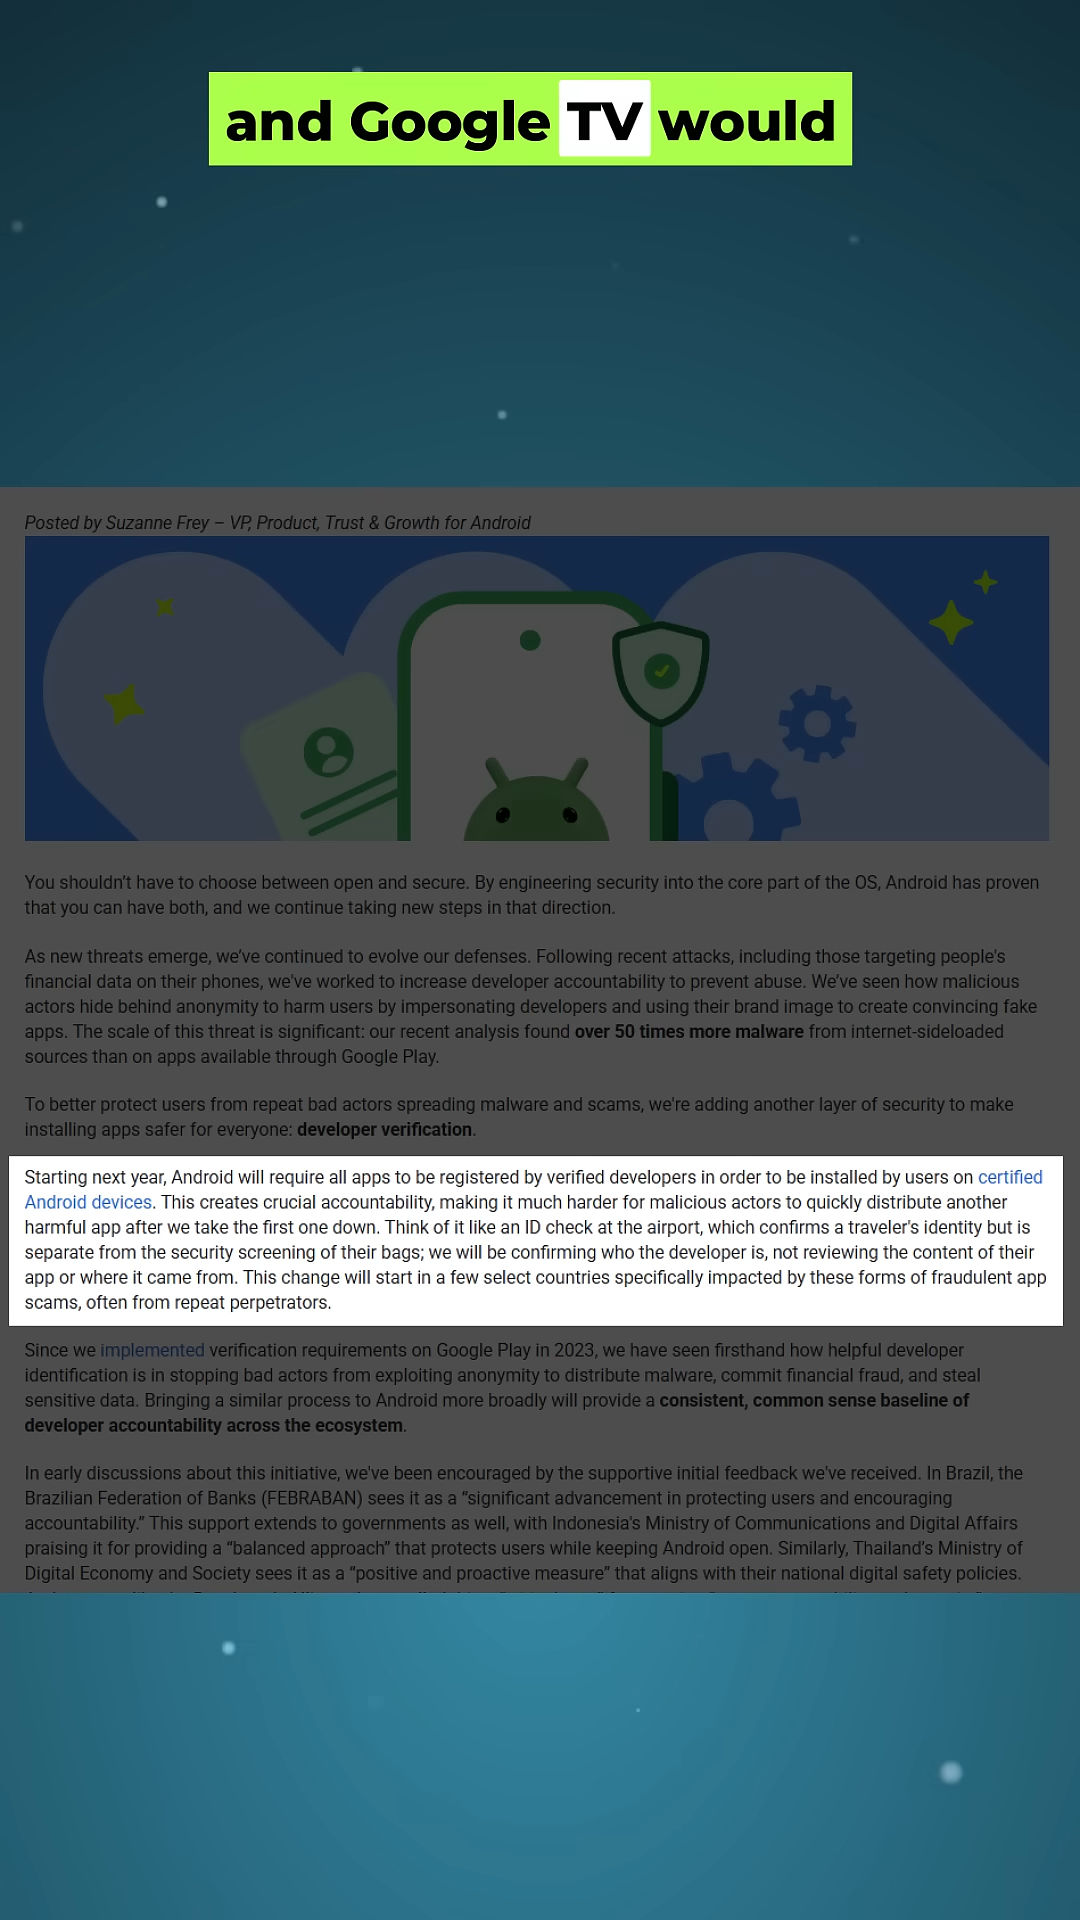 and Google TV would
Posted by Suzanne Frey – VP, Product, Trust & Growth for Android
You shouldn’t have to choose between open and secure. By engineering security into the core part of the OS, Android has proven
that you can have both, and we continue taking new steps in that direction.
As new threats emerge, we’ve continued to evolve our defenses. Following recent attacks, including those targeting people's
financial data on their phones, we've worked to increase developer accountability to prevent abuse. We’ve seen how malicious
actors hide behind anonymity to harm users by impersonating developers and using their brand image to create convincing fake
apps. The scale of this threat is significant: our recent analysis found over 50 times more malware from internet-sideloaded
sources than on apps available through Google Play.
To better protect users from repeat bad actors spreading malware and scams, we're adding another layer of security to make
installing apps safer for everyone: developer verification.
Starting next year, Android will require all apps to be registered by verified developers in order to be installed by users on certified
Android devices. This creates crucial accountability, making it much harder for malicious actors to quickly distribute another
harmful app after we take the first one down. Think of it like an ID check at the airport, which confirms a traveler's identity but is
separate from the security screening of their bags; we will be confirming who the developer is, not reviewing the content of their
app or where it came from. This change will start in a few select countries specifically impacted by these forms of fraudulent app
scams, often from repeat perpetrators.
Since we implemented verification requirements on Google Play in 2023, we have seen firsthand how helpful developer
identification is in stopping bad actors from exploiting anonymity to distribute malware, commit financial fraud, and steal
sensitive data. Bringing a similar process to Android more broadly will provide a consistent, common sense baseline of
developer accountability across the ecosystem.
In early discussions about this initiative, we've been encouraged by the supportive initial feedback we've received. In Brazil, the
Brazilian Federation of Banks (FEBRABAN) sees it as a “significant advancement in protecting users and encouraging
accountability.” This support extends to governments as well, with Indonesia's Ministry of Communications and Digital Affairs
praising it for providing a “balanced approach” that protects users while keeping Android open. Similarly, Thailand’s Ministry of
Digital Economy and Society sees it as a “positive and proactive measure” that aligns with their national digital safety policies.